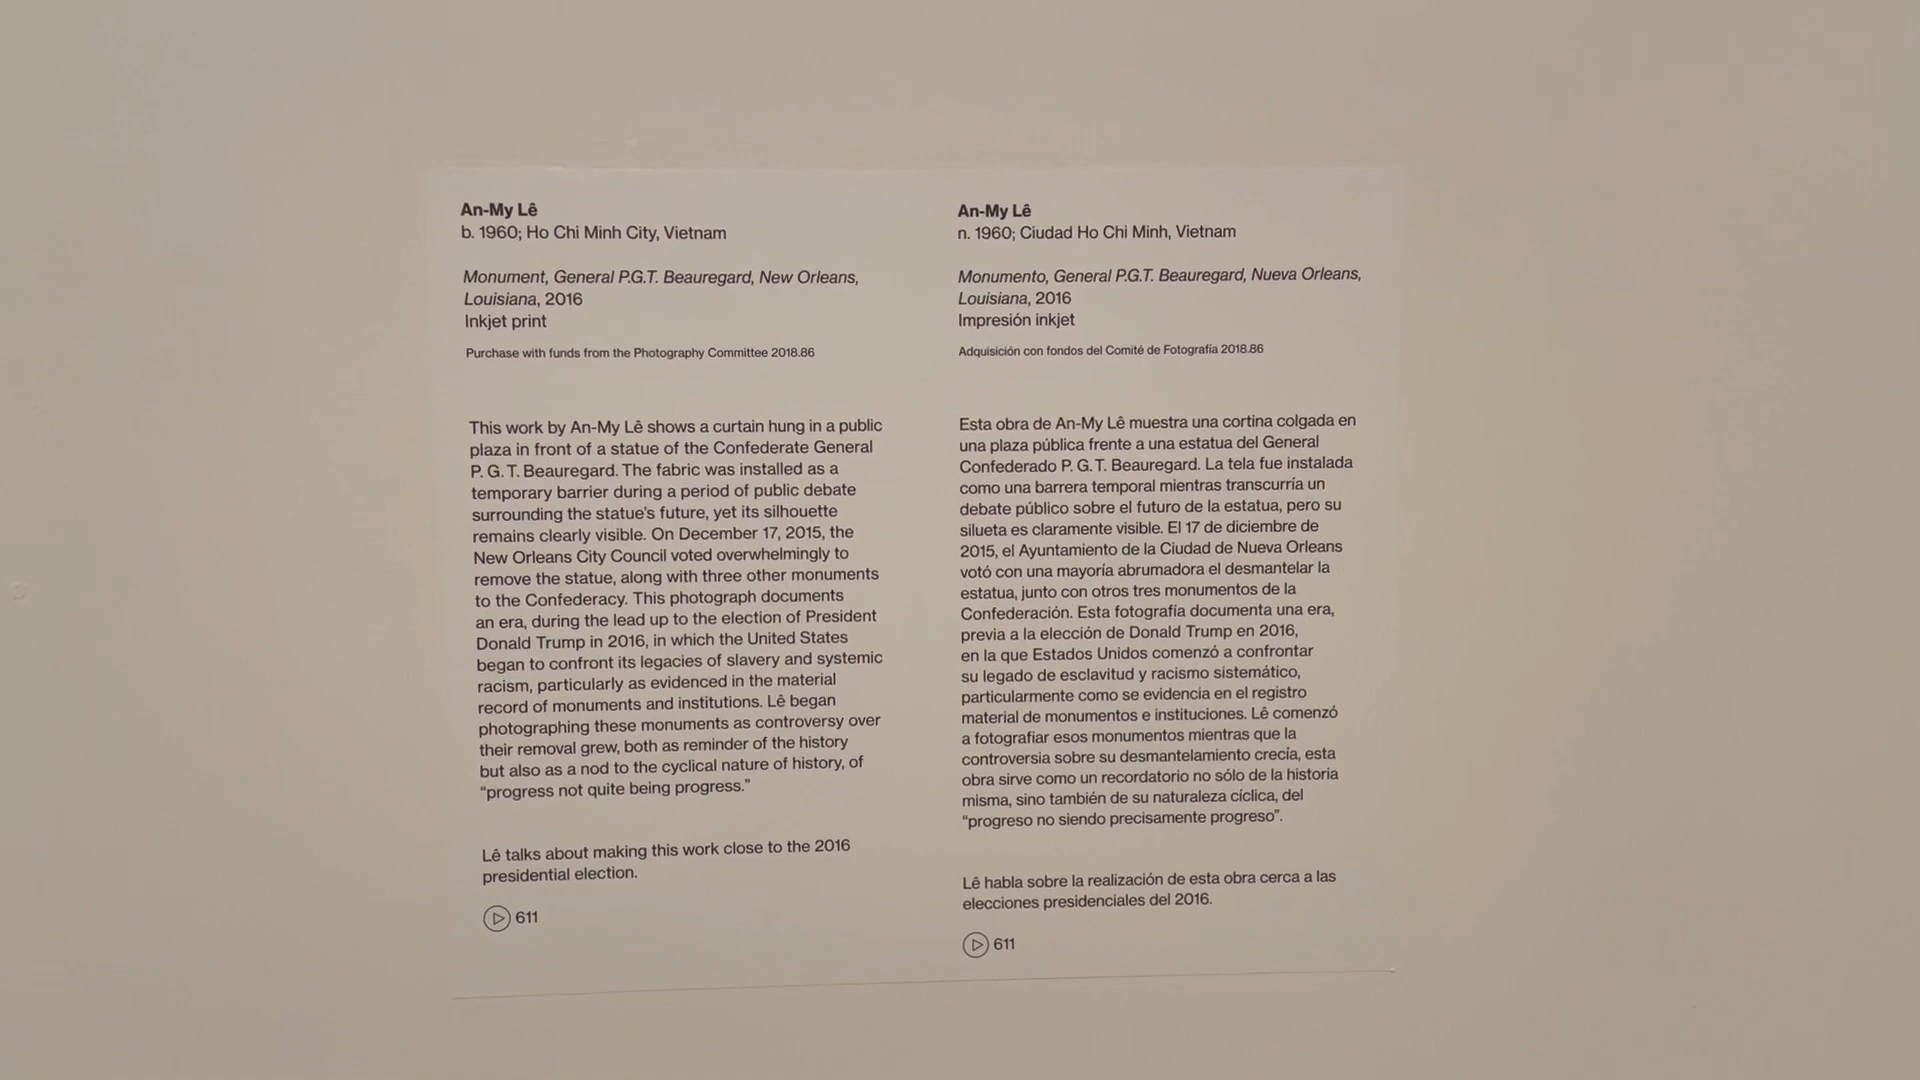 An-My Lê
b. 1960; Ho Chi Minh City, Vietnam
Monument, General P.G.T. Beauregard, New Orleans,
Louisiana, 2016
Inkjet print
Purchase with funds from the Photography Committee 2018.86
This work by An-My Lê shows a curtain hung in a public
plaza in front of a statue of the Confederate General
P. G. T. Beauregard. The fabric was installed as a
temporary barrier during a period of public debate
surrounding the statue's future, yet its silhouette
remains clearly visible. On December 17, 2015, the
New Orleans City Council voted overwhelmingly to
remove the statue, along with three other monuments
to the Confederacy. This photograph documents
an era, during the lead up to the election of President
Donald Trump in 2016, in which the United States
began to confront its legacies of slavery and systemic
racism, particularly as evidenced in the material
record of monuments and institutions. Lê began
photographing these monuments as controversy over
their removal grew, both as reminder of the history
but also as a nod to the cyclical nature of history, of
“progress not quite being progress.”
Lê talks about making this work close to the 2016
presidential election.
611
An-My Lê
n. 1960; Ciudad Ho Chi Minh, Vietnam
Monumento, General P.G.T. Beauregard, Nueva Orleans,
Louisiana, 2016
Impresión inkjet
Adquisición con fondos del Comité de Fotografía 2018.86
Esta obra de An-My Lê muestra una cortina colgada en
una plaza pública frente a una estatua del General
Confederado P. G. T. Beauregard. La tela fue instalada
como una barrera temporal mientras transcurría un
debate público sobre el futuro de la estatua, pero su
silueta es claramente visible. El 17 de diciembre de
2015, el Ayuntamiento de la Ciudad de Nueva Orleans
votó con una mayoría abrumadora el desmantelar la
estatua, junto con otros tres monumentos de la
Confederación. Esta fotografía documenta una era,
previa a la elección de Donald Trump en 2016,
en la que Estados Unidos comenzó a confrontar
su legado de esclavitud y racismo sistemático,
particularmente como se evidencia en el registro
material de monumentos e instituciones. Lê comenzó
a fotografiar esos monumentos mientras que la
controversia sobre su desmantelamiento crecía, esta
obra sirve como un recordatorio no sólo de la historia
misma, sino también de su naturaleza cíclica, del
“progreso no siendo precisamente progreso”.
Lê habla sobre la realización de esta obra cerca a las
elecciones presidenciales del 2016.
611